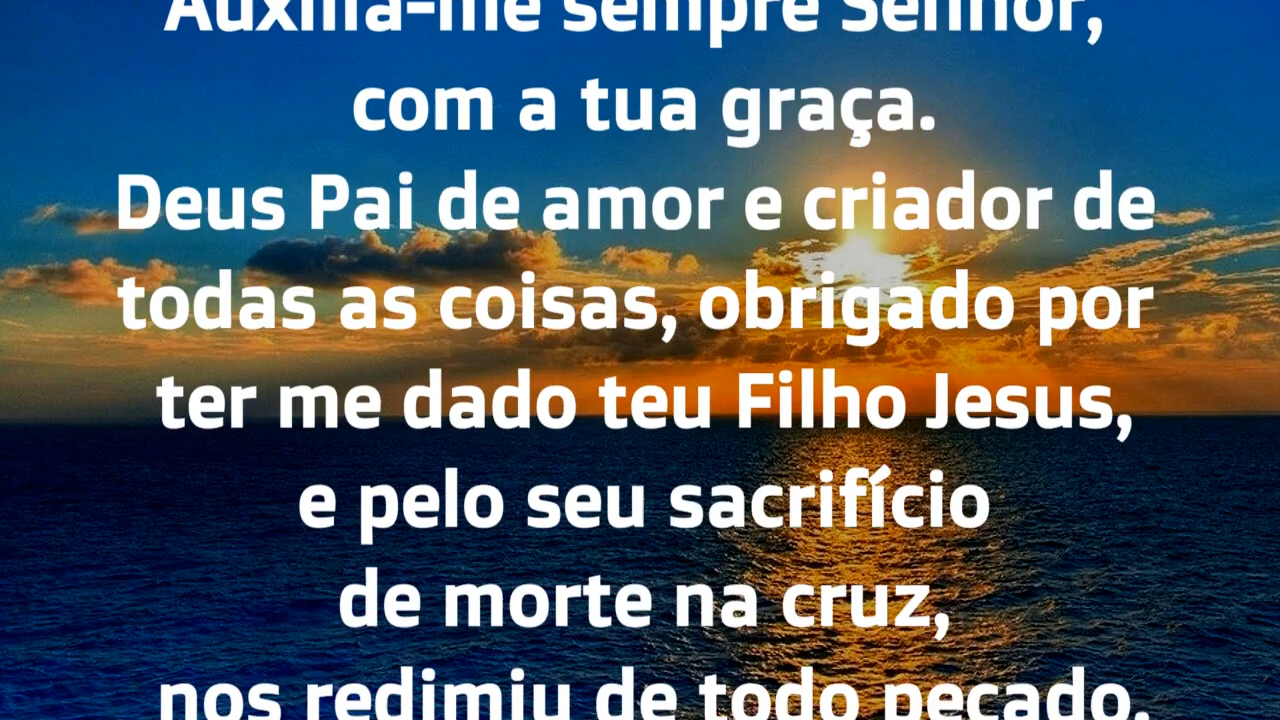 Auxilia-me sempre Senhor,
com a tua graça.
Deus Pai de amor e criador de
todas as coisas, obrigado por
ter me dado teu Filho Jesus,
e pelo seu sacrifício
de morte na cruz,
nos redimiu de todo pecado.